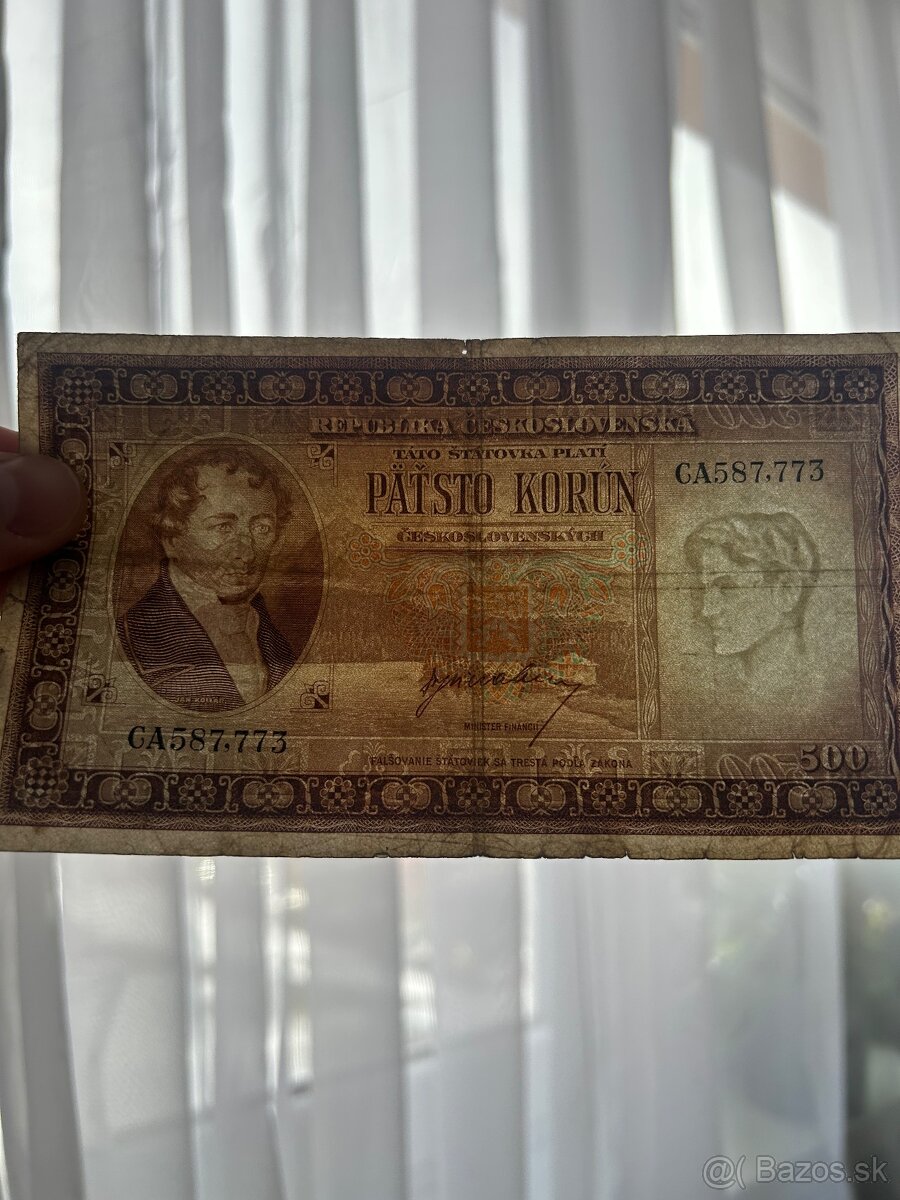 REPUBLIKA ČESKOSLOVENSKÁ
TÁTO ŠTÁTOVKA PLATÍ
PÄŤSTO KORÚN
ČESKOSLOVENSKÝCH
CA587,773
CA587,773
MINISTER FINANCIÍ
FALŠOVANIE ŠTÁTOVIEK SA TRESTÁ PODĽA ZÁKONA
500
@( Bazos.sk